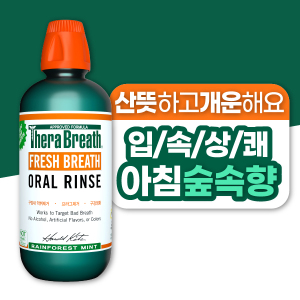 APPROVED FORMULA
TheraBreath
FRESH BREATH
ORAL RINSE
Works to Target Bad Breath
No Alcohol, Artificial Flavors, or Colors
RAINFOREST MINT
산뜻하고개운해요
입/속/상/쾌
아침숲속향